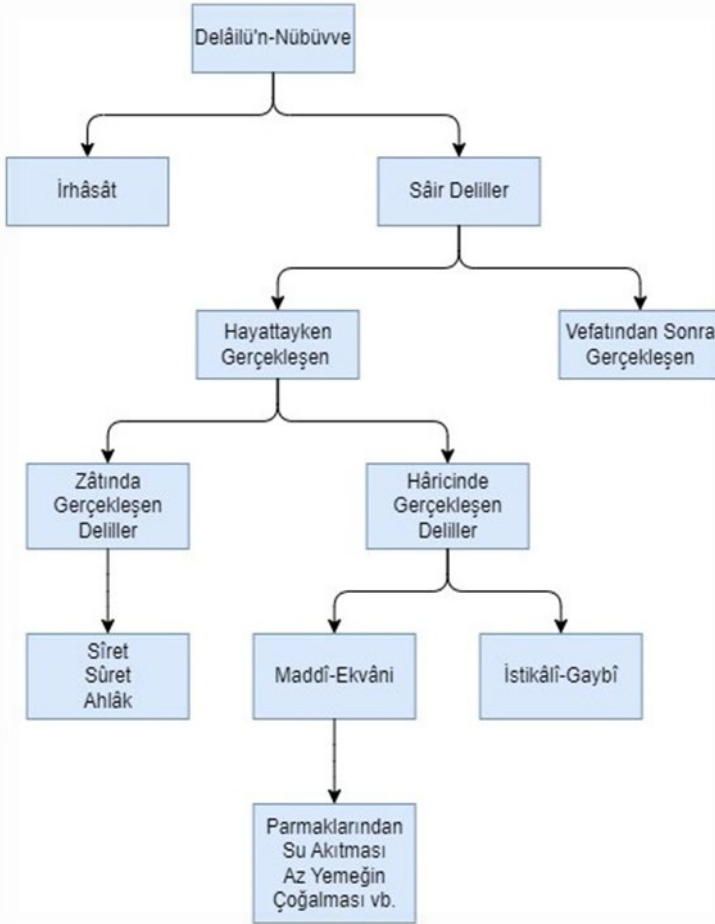 Delâilü'n-Nübüvve
İrhâsât
Sâir Deliller
Hayattayken
Gerçekleşen
Vefatından Sonra
Gerçekleşen
Zâtında
Gerçekleşen
Deliller
Hâricinde
Gerçekleşen
Deliller
Sîret
Sûret
Ahlâk
Maddî-Ekvâni
İstikâlî-Gaybî
Parmaklarından
Su Akıtması
Az Yemeğin
Çoğalması vb.